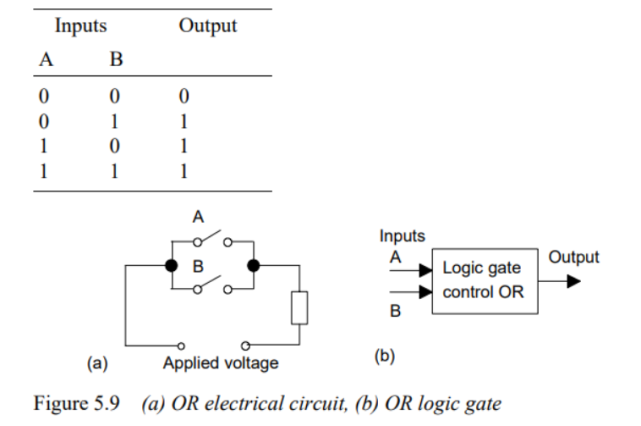 Inputs Output
A B
0 0 0
0 1 1
1 0 1
1 1 1
A
B
Applied voltage
(a)
Inputs
A
B
Logic gate
control OR
Output
(b)
Figure 5.9 (a) OR electrical circuit, (b) OR logic gate